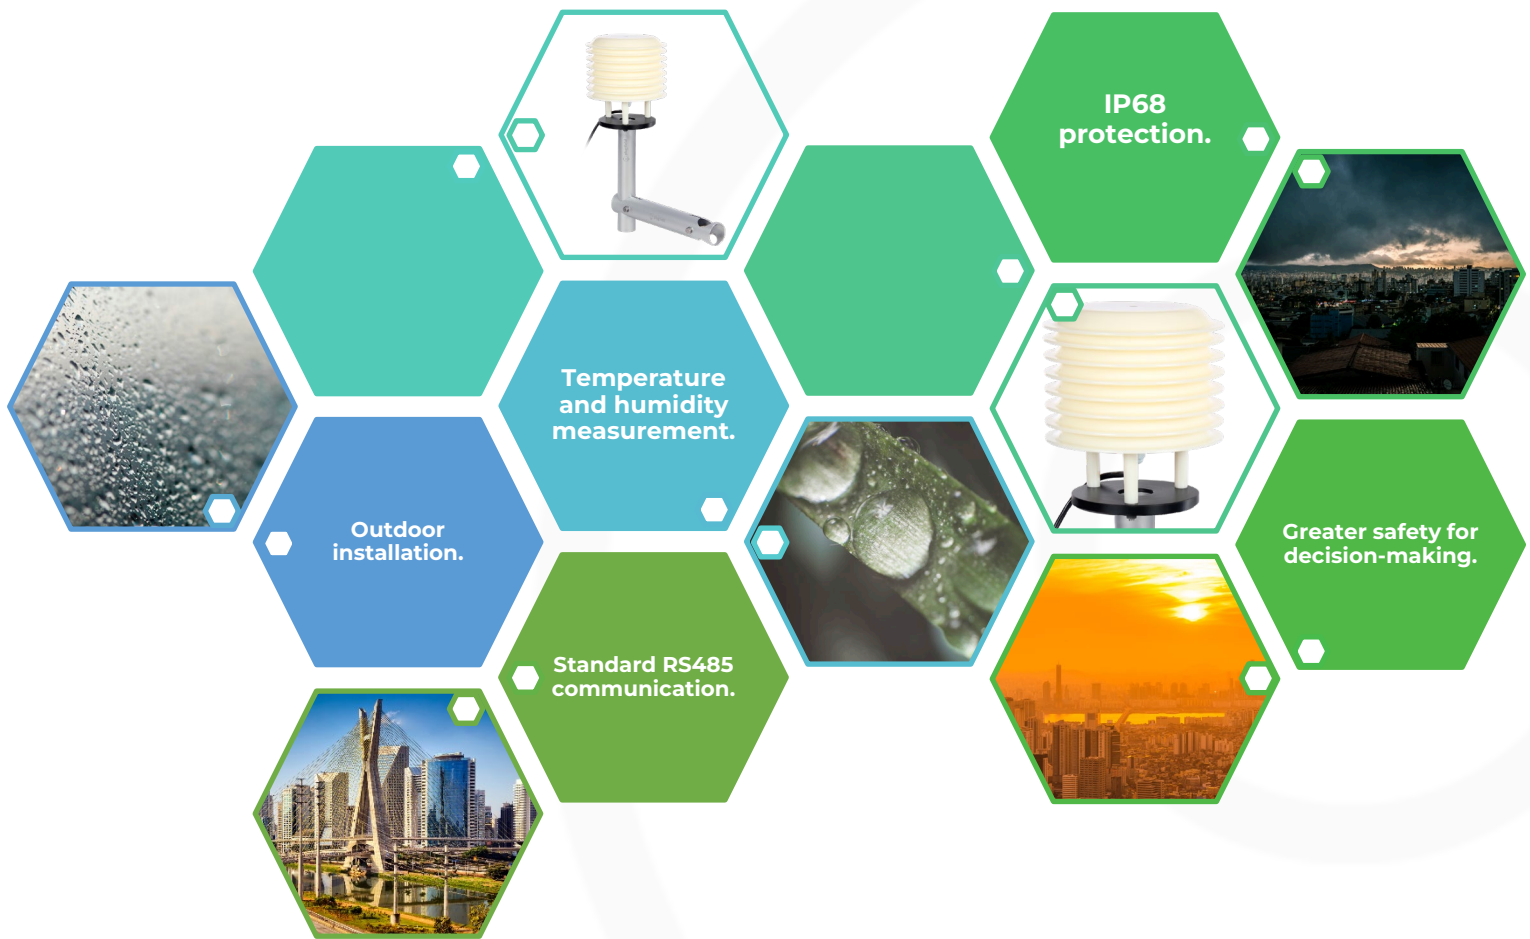 IP68
protection.
Temperature
and humidity
measurement.
Outdoor
installation.
Greater safety for
decision-making.
Standard RS485
communication.